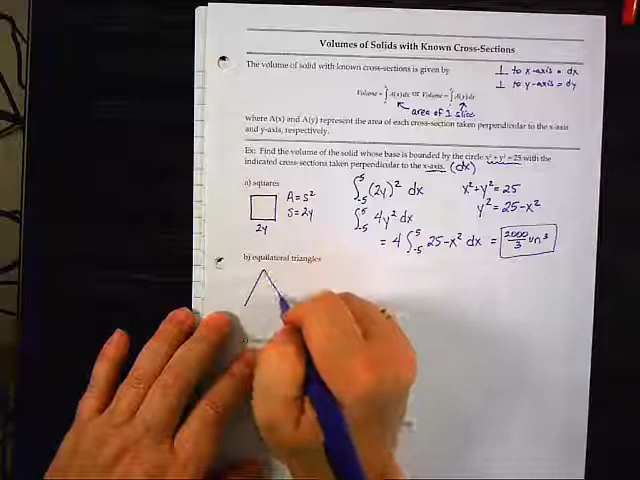 Volumes of Solids with Known Cross-Sections
The volume of solid with known cross-sections is given by
⊥ to x-axis = dx
⊥ to y-axis = dy
Volume = ∫ A(x)dx or Volume = ∫ A(y)dy
area of 1 slice
where A(x) and A(y) represent the area of each cross-section taken perpendicular to the x-axis
and y-axis, respectively.
Ex: Find the volume of the solid whose base is bounded by the circle x² + y² = 25 with the
indicated cross-sections taken perpendicular to the x-axis. (dx)
a) squares
A = s²
s = 2y
2y
∫₋₅⁵ (2y)² dx
∫₋₅⁵ 4y² dx
= 4 ∫₋₅⁵ 25-x² dx = 2000/3 un³
x²+y² = 25
y² = 25-x²
b) equilateral triangles